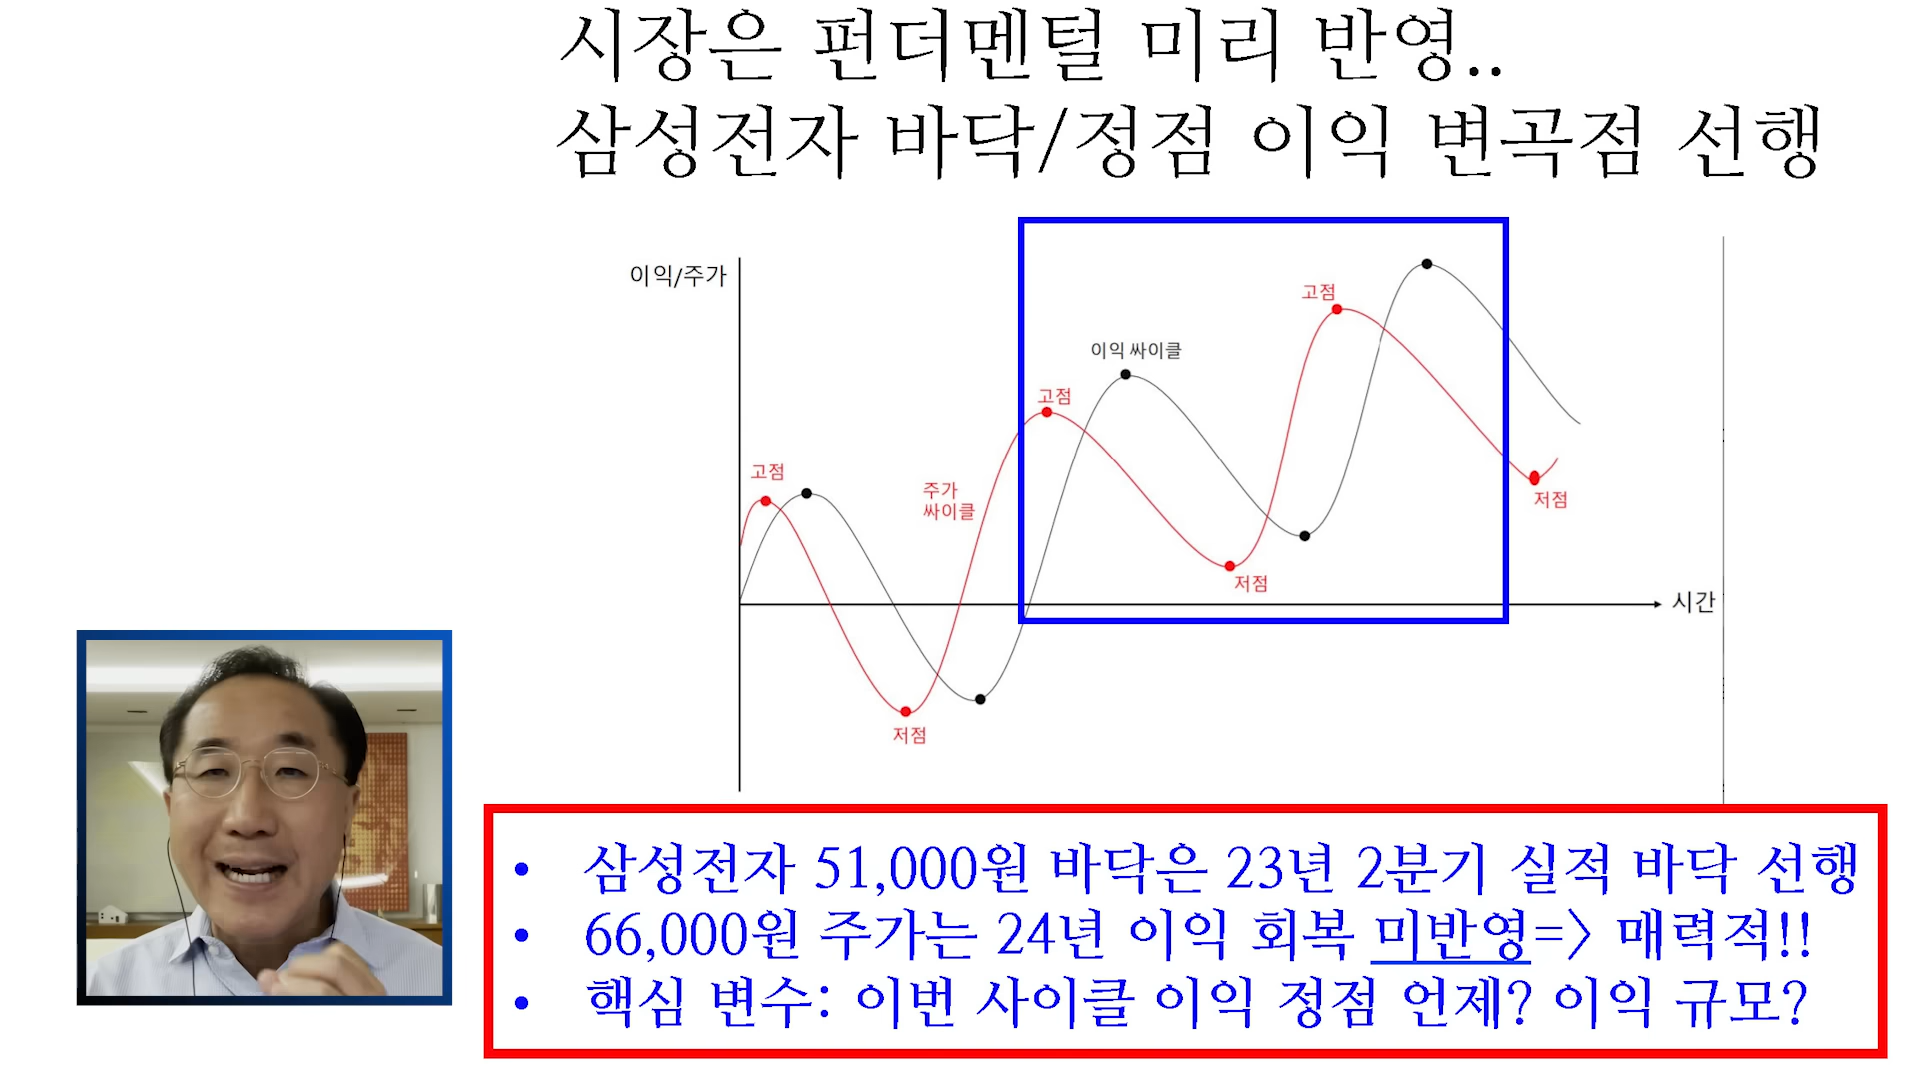 시장은 펀더멘털 미리 반영..
삼성전자 바닥/정점 이익 변곡점 선행
이익/주가
고점
이익 싸이클
고점
고점
주가
싸이클
저점
저점
시간
저점
• 삼성전자 51,000원 바닥은 23년 2분기 실적 바닥 선행
• 66,000원 주가는 24년 이익 회복 미반영=> 매력적!!
• 핵심 변수: 이번 사이클 이익 정점 언제? 이익 규모?